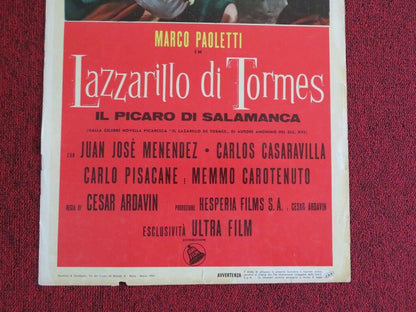 MARCO PAOLETTI
in
Lazzarillo di Tormes
IL PICARO DI SALAMANCA
(DALLA CELEBRE NOVELLA PICARESCA "IL LAZARILLO DE TORMES„ DI AUTORE ANONIMO DEL SEC. XVI)
con JUAN JOSÉ MENENDEZ • CARLOS CASARAVILLA
CARLO PISACANE e MEMMO CAROTENUTO
REGIA DI CESAR ARDAVIN PRODUZIONE HESPERIA FILMS S.A. e CESAR ARDAVIN
ESCLUSIVITÀ ULTRA FILM
AVVERTENZA